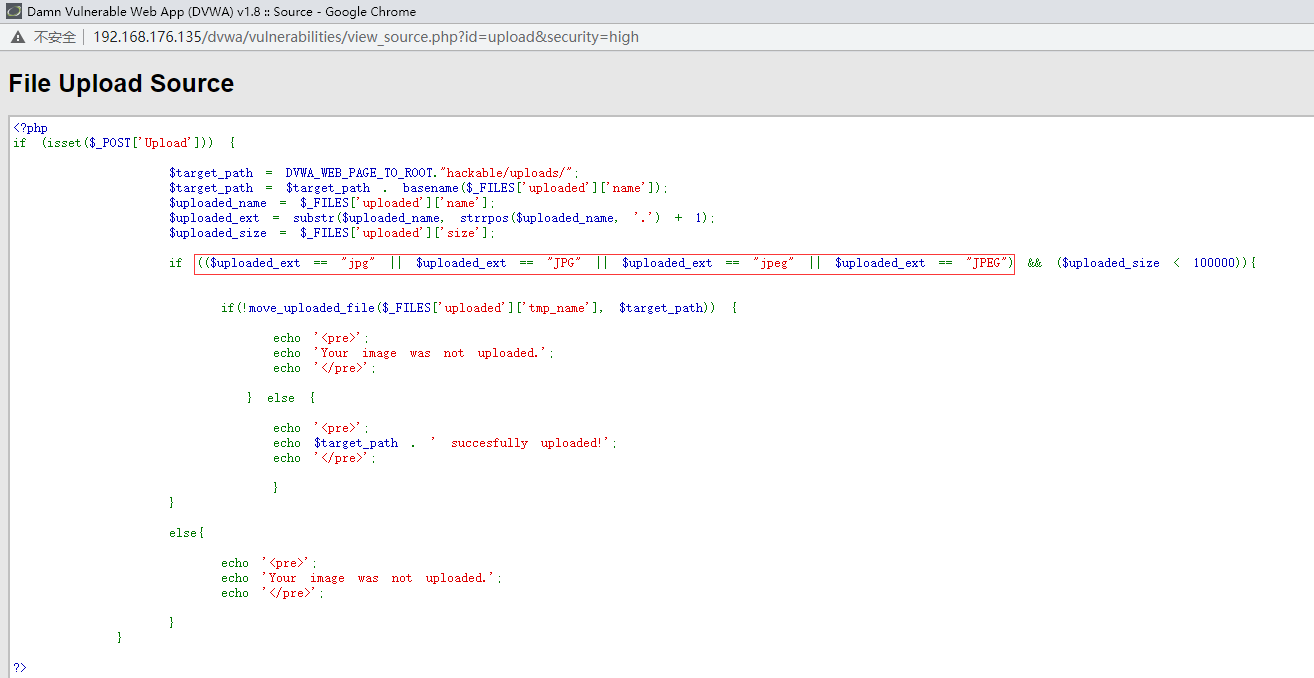 Damn Vulnerable Web App (DVWA) v1.8 :: Source - Google Chrome
不安全 192.168.176.135/dvwa/vulnerabilities/view_source.php?id=upload&security=high
File Upload Source
<?php
if (isset($_POST['Upload'])) {
$target_path = DVWA_WEB_PAGE_TO_ROOT."hackable/uploads/";
$target_path = $target_path . basename($_FILES['uploaded']['name']);
$uploaded_name = $_FILES['uploaded']['name'];
$uploaded_ext = substr($uploaded_name, strrpos($uploaded_name, '.') + 1);
$uploaded_size = $_FILES['uploaded']['size'];
if (($uploaded_ext == "jpg" || $uploaded_ext == "JPG" || $uploaded_ext == "jpeg" || $uploaded_ext == "JPEG") && ($uploaded_size < 100000)){
if(!move_uploaded_file($_FILES['uploaded']['tmp_name'], $target_path)) {
echo '<pre>';
echo 'Your image was not uploaded.';
echo '</pre>';
} else {
echo '<pre>';
echo $target_path . ' succesfully uploaded!';
echo '</pre>';
}
}
else{
echo '<pre>';
echo 'Your image was not uploaded.';
echo '</pre>';
}
}
?>